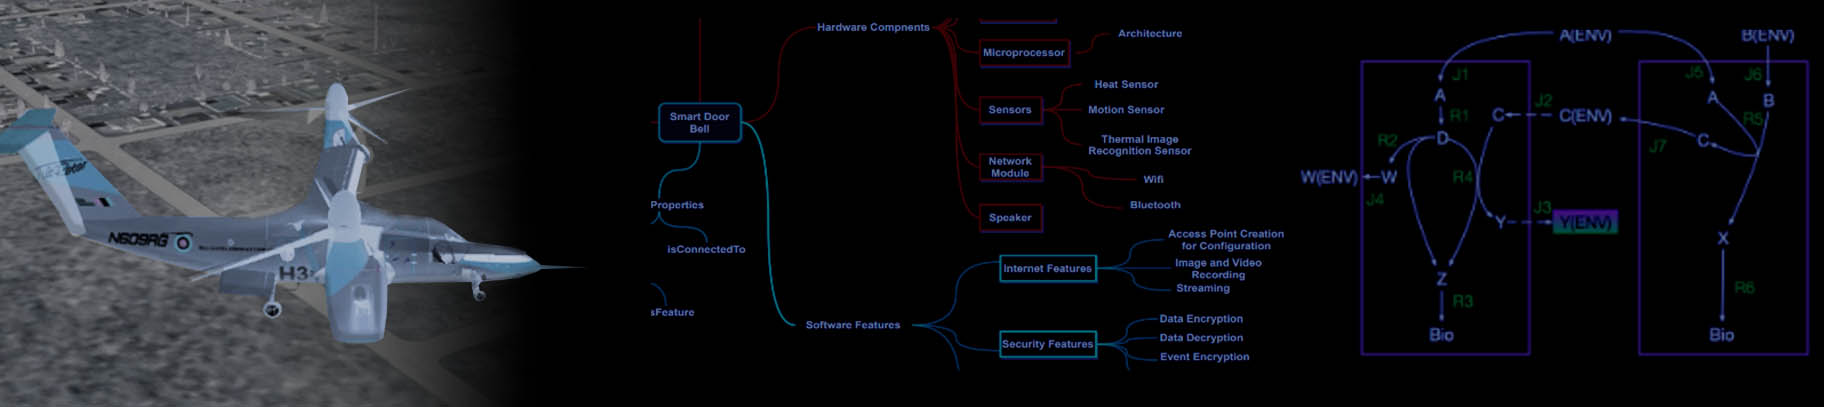 N609RG
H3
Hardware Compnents
Microprocessor
Architecture
Smart Door
Bell
Sensors
Heat Sensor
Motion Sensor
Thermal Image
Recognition Sensor
Network
Module
Wifi
Bluetooth
Speaker
Properties
isConnectedTo
sFeature
Software Features
Internet Features
Access Point Creation
for Configuration
Image and Video
Recording
Streaming
Security Features
Data Encryption
Data Decryption
Event Encryption
A(ENV)
B(ENV)
J1
J5
J6
A
A
B
R1
C
J2
C(ENV)
R5
R2
D
J7
C
W(ENV)
W
R4
J4
J3
Y
Y(ENV)
X
Z
R3
R6
Bio
Bio